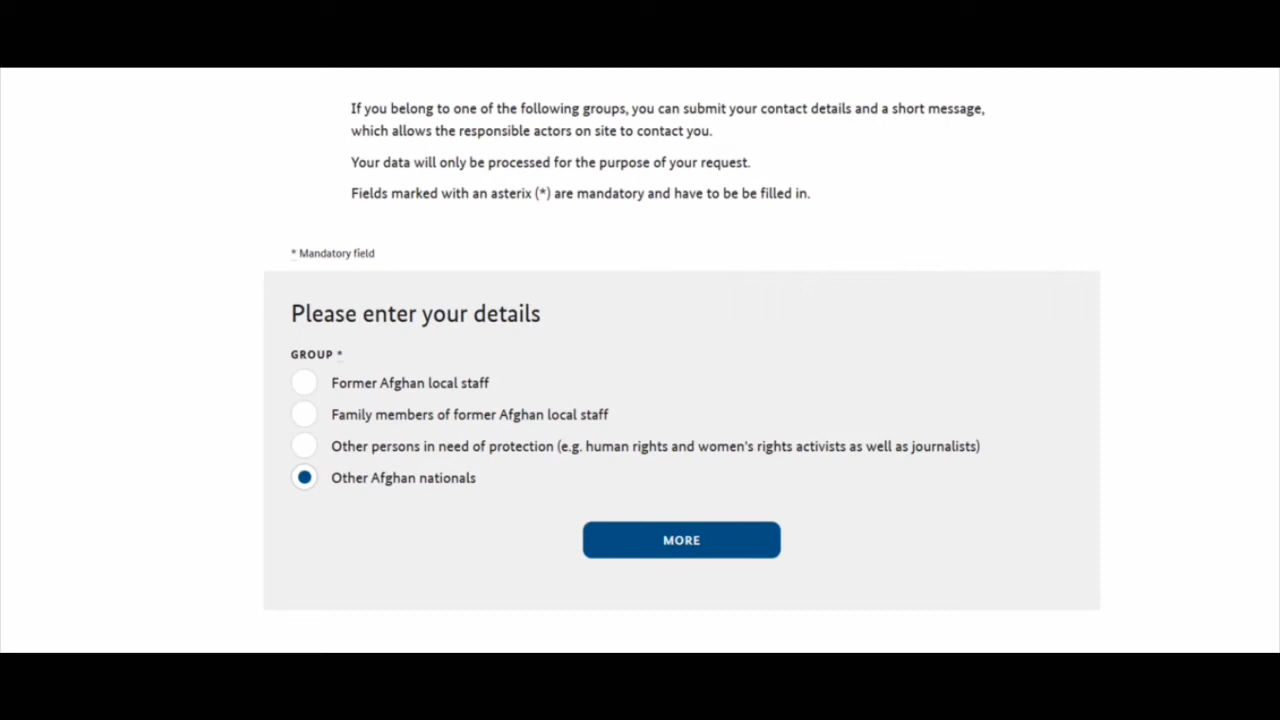 If you belong to one of the following groups, you can submit your contact details and a short message,
which allows the responsible actors on site to contact you.
Your data will only be processed for the purpose of your request.
Fields marked with an asterix (*) are mandatory and have to be be filled in.
* Mandatory field
Please enter your details
GROUP *
Former Afghan local staff
Family members of former Afghan local staff
Other persons in need of protection (e.g. human rights and women's rights activists as well as journalists)
Other Afghan nationals
MORE